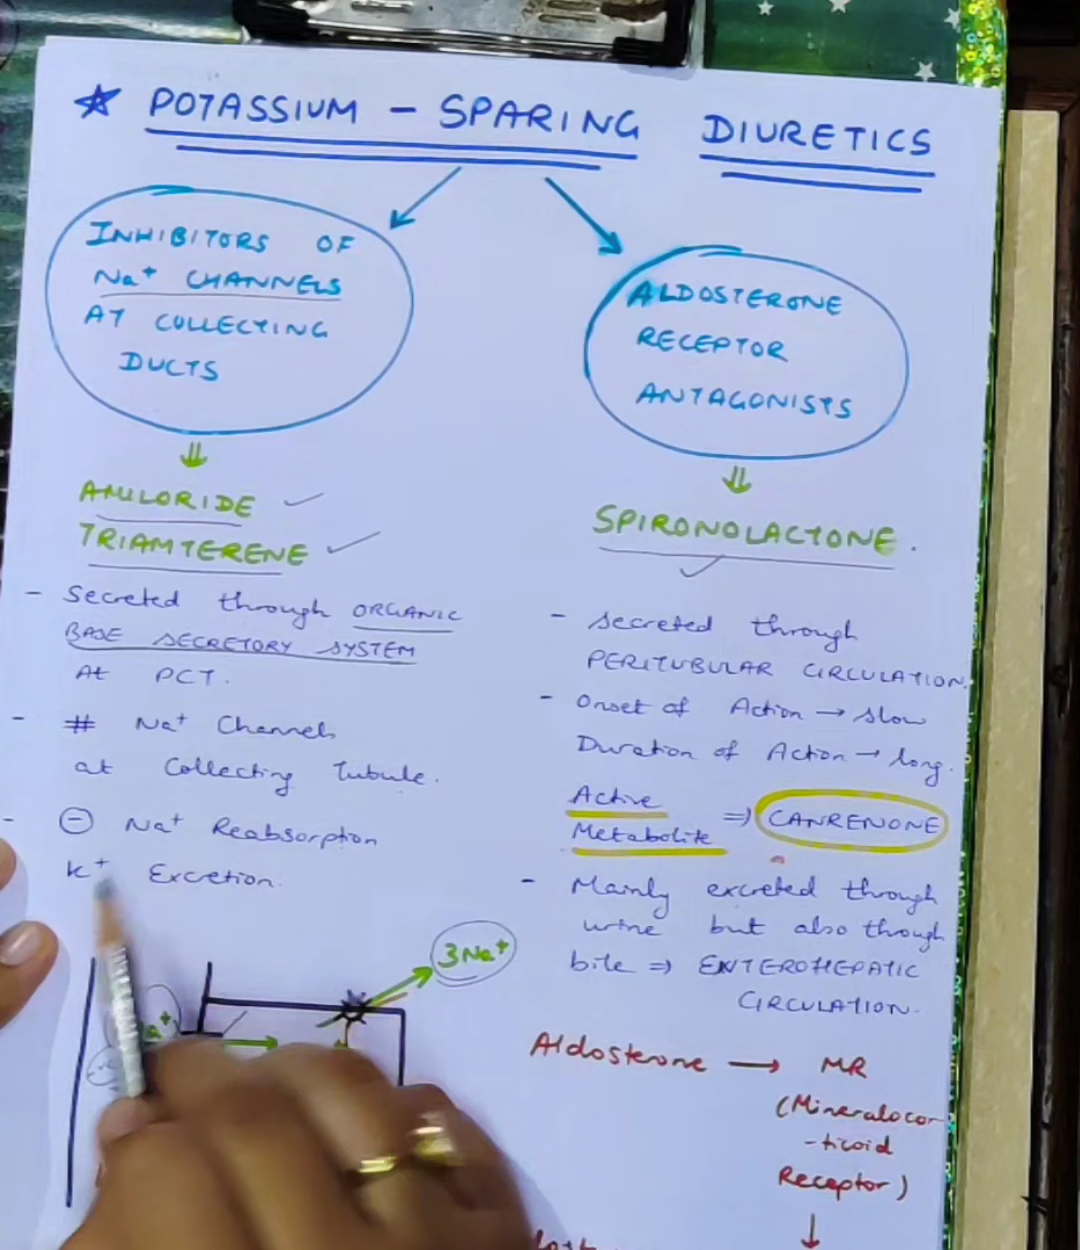 ★ POTASSIUM - SPARING DIURETICS
INHIBITORS OF
Na+ CHANNELS
AT COLLECTING
DUCTS
AMILORIDE
TRIAMTERENE
- Secreted through ORGANIC
BASE SECRETORY SYSTEM
At PCT.
- # Na+ Channels
at Collecting Tubule.
- ⊖ Na+ Reabsorption
K+ Excretion.
3Na+
ALDOSTERONE
RECEPTOR
ANTAGONISTS
SPIRONOLACTONE.
- Secreted through
PERITUBULAR CIRCULATION.
- Onset of Action → slow
Duration of Action → long.
Active
Metabolite ⇒ CANRENONE
- Mainly excreted through
urine but also though
bile ⇒ ENTEROHEPATIC
CIRCULATION.
Aldosterone → MR
(Mineralocor
-ticoid
Receptor)
↓